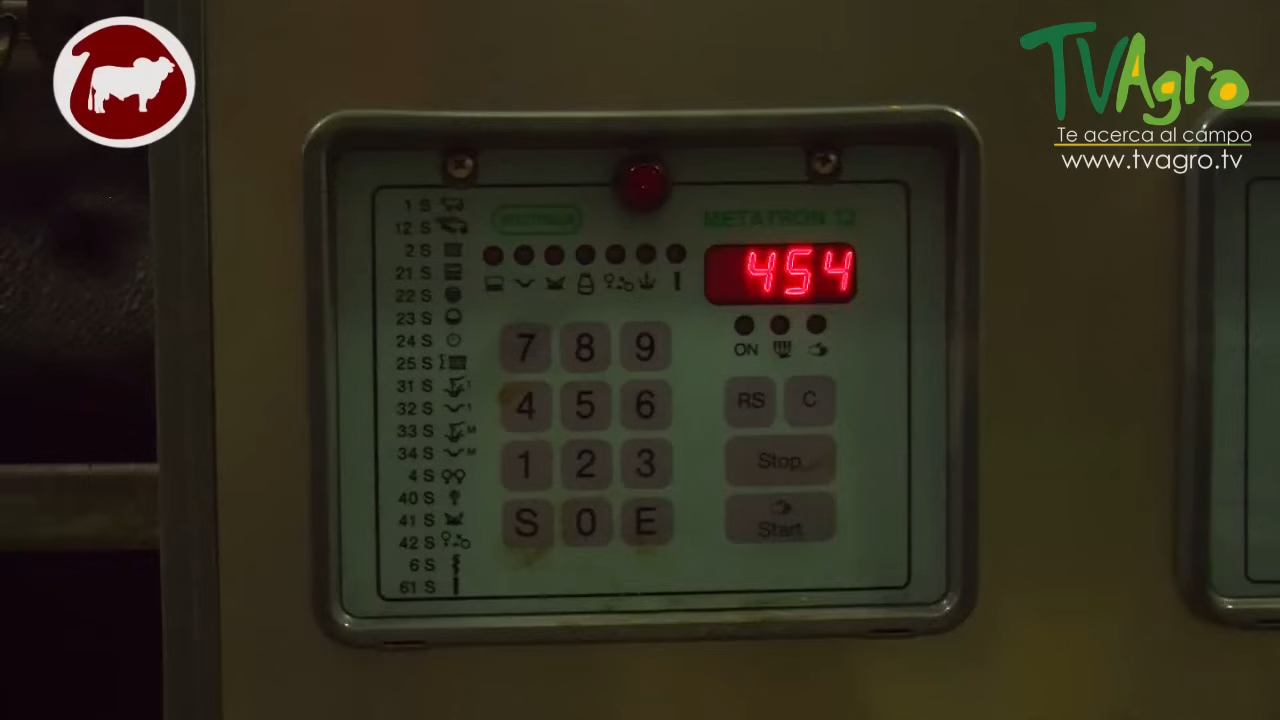 TVAgro
Te acerca al campo
www.tvagro.tv
METATRON 12
454
ON
RS C
Stop
Start
1 S
12 S
2 S
21 S
22 S
23 S
24 S
25 S
31 S 1
32 S 1
33 S M
34 S M
4 S
40 S
41 S
42 S
6 S
61 S
7 8 9
4 5 6
1 2 3
S 0 E